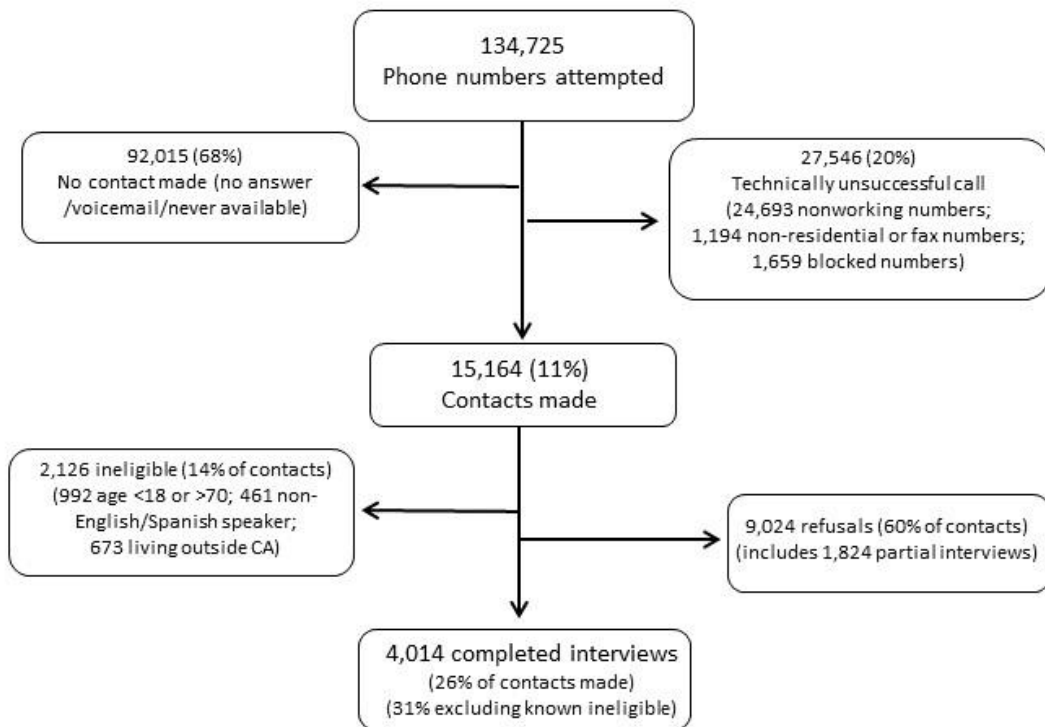 134,725
Phone numbers attempted
92,015 (68%)
No contact made (no answer
/voicemail/never available)
27,546 (20%)
Technically unsuccessful call
(24,693 nonworking numbers;
1,194 non-residential or fax numbers;
1,659 blocked numbers)
15,164 (11%)
Contacts made
2,126 ineligible (14% of contacts)
(992 age <18 or >70; 461 non-
English/Spanish speaker;
673 living outside CA)
9,024 refusals (60% of contacts)
(includes 1,824 partial interviews)
4,014 completed interviews
(26% of contacts made)
(31% excluding known ineligible)